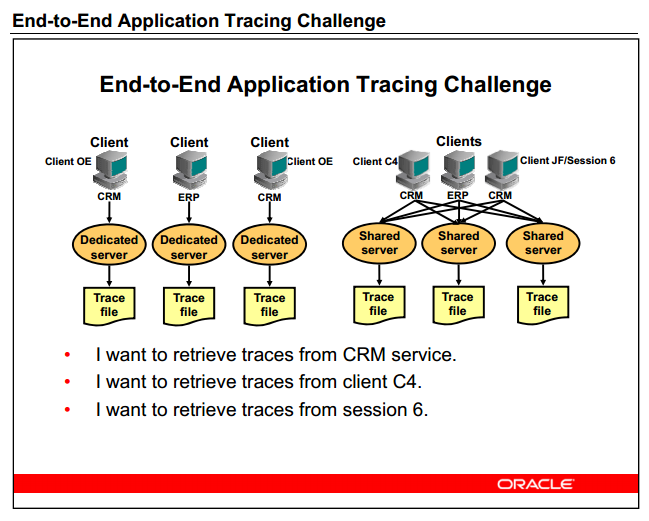 End-to-End Application Tracing Challenge
End-to-End Application Tracing Challenge
Client Client Client Clients
Client OE Client OE Client C4 Client JF/Session 6
CRM ERP CRM CRM ERP CRM
Dedicated server Dedicated server Dedicated server Shared server Shared server Shared server
Trace file Trace file Trace file Trace file Trace file Trace file
• I want to retrieve traces from CRM service.
• I want to retrieve traces from client C4.
• I want to retrieve traces from session 6.
ORACLE